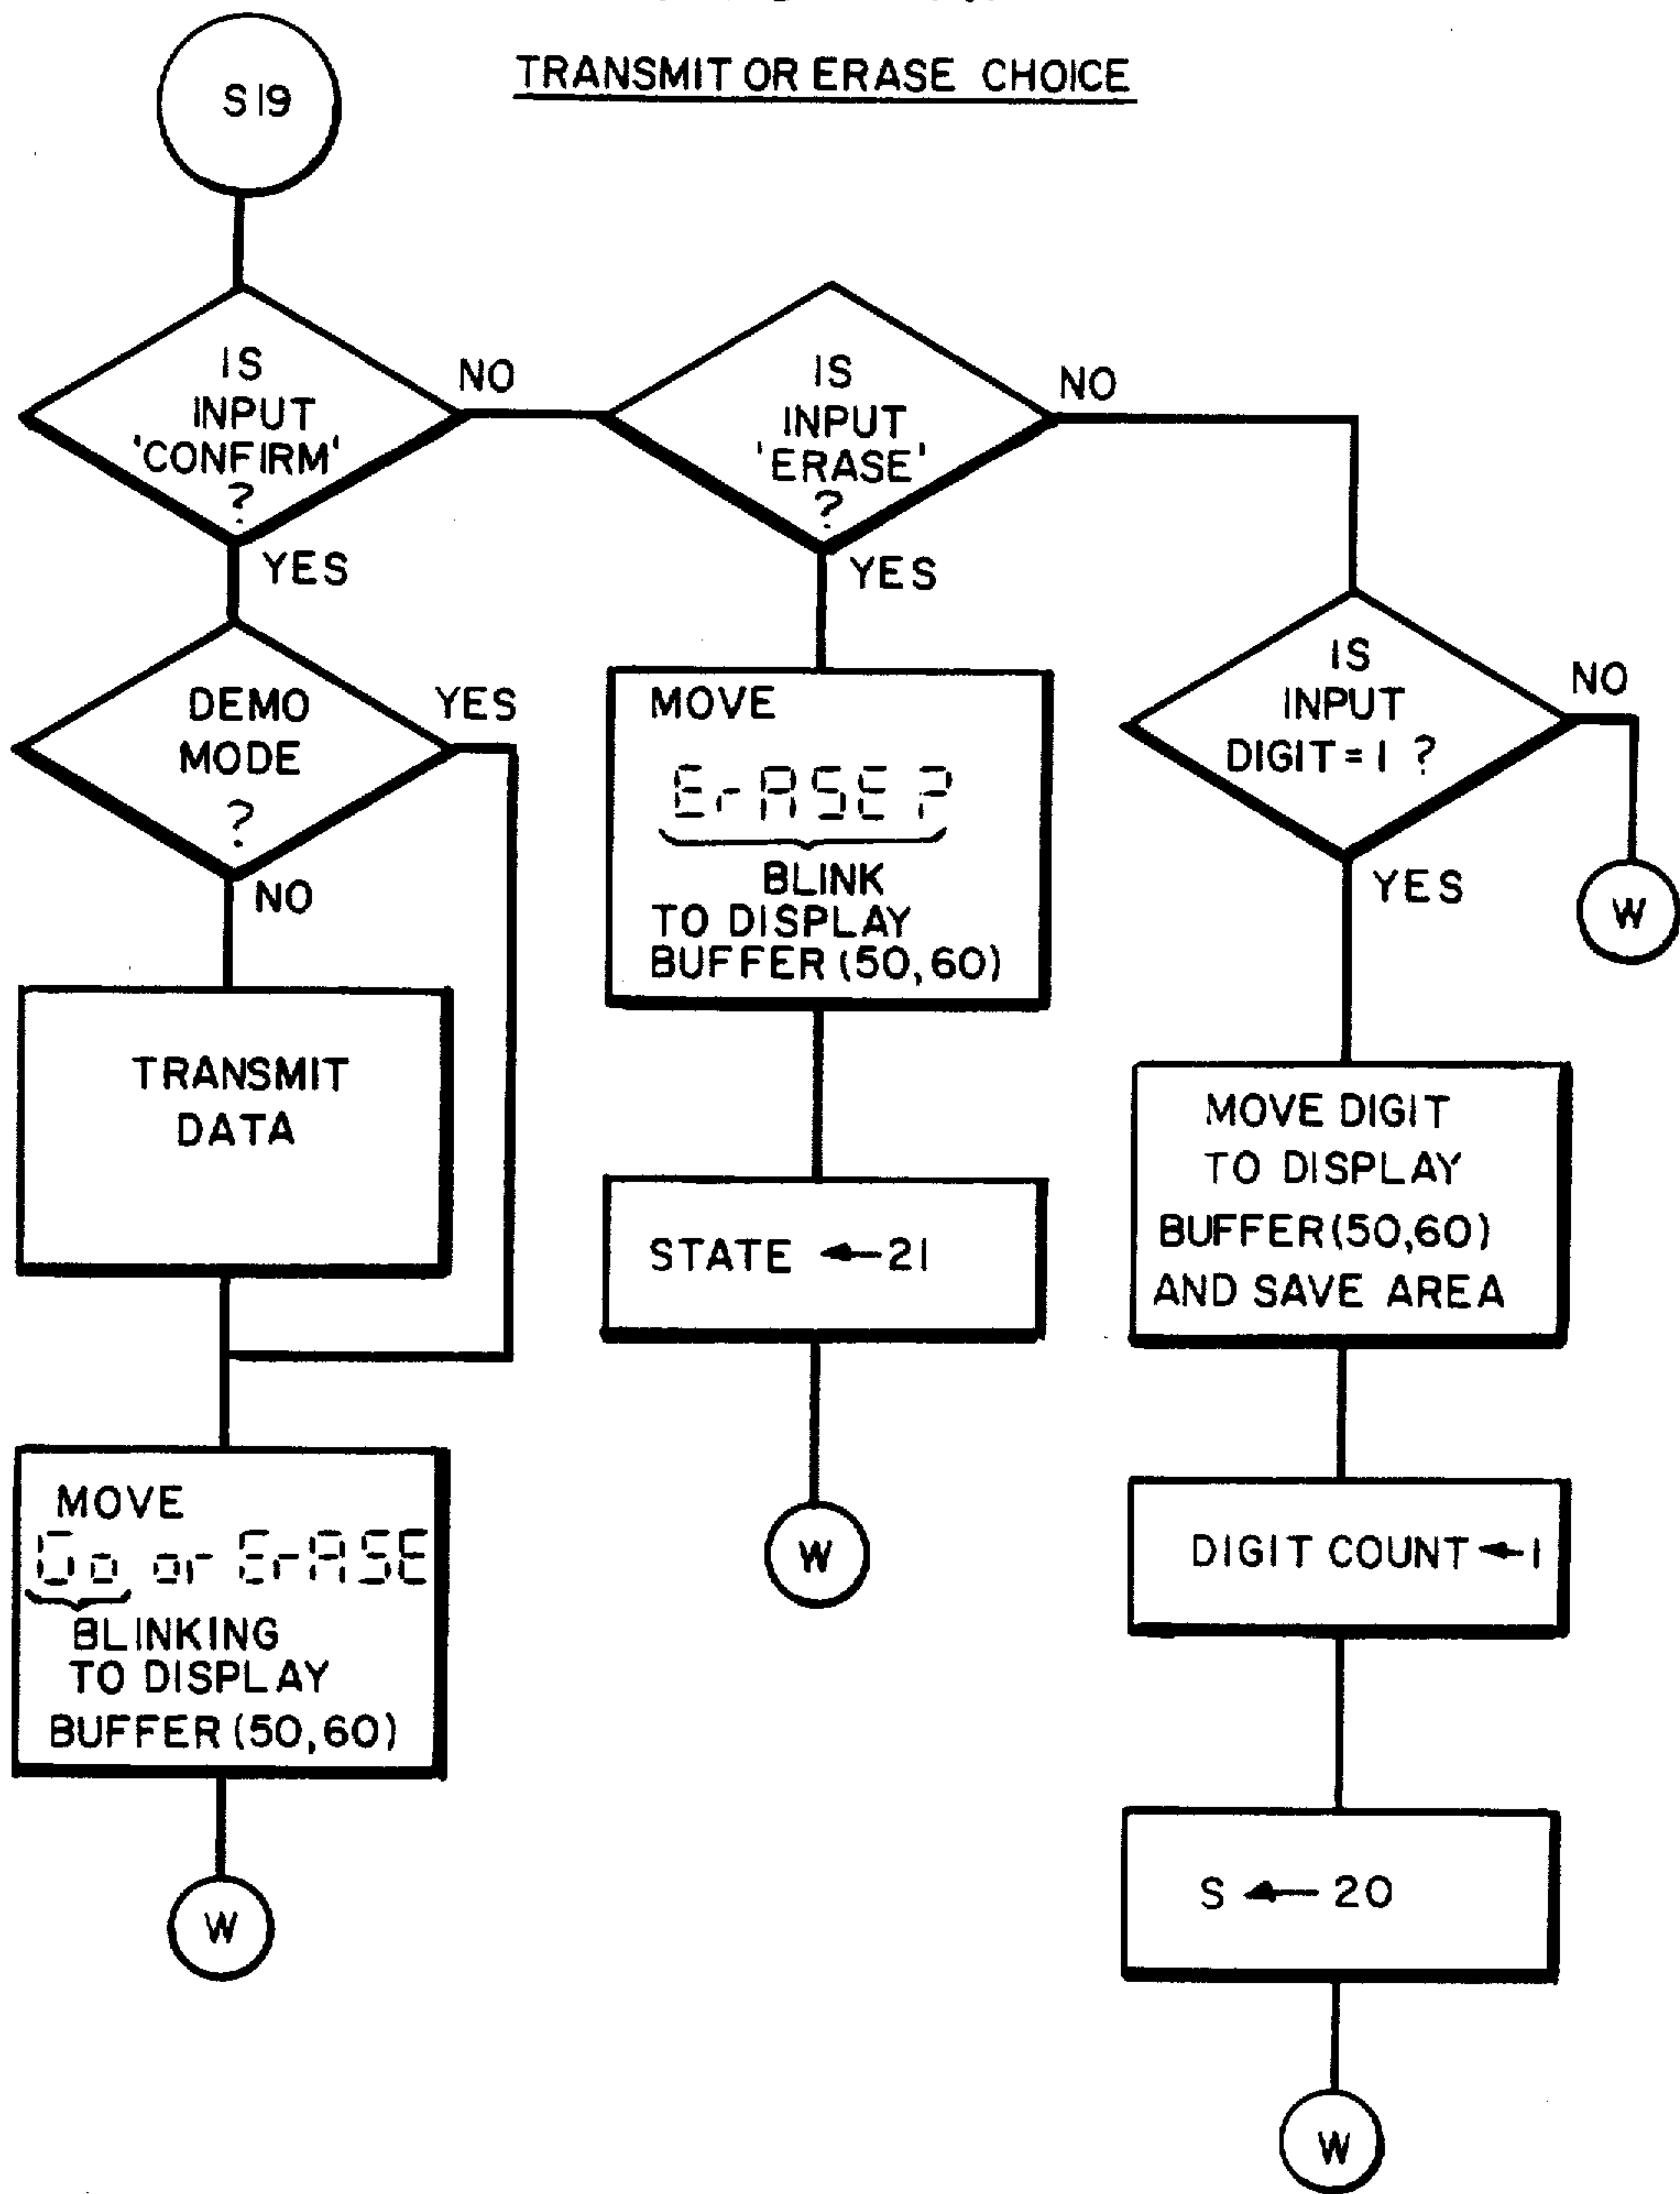 TRANSMIT OR ERASE CHOICE
S19
IS
INPUT
'CONFIRM'
?
NO
YES
IS
INPUT
'ERASE'
?
NO
YES
DEMO
MODE
?
YES
NO
MOVE
ErASE?
BLINK
TO DISPLAY
BUFFER (50,60)
IS
INPUT
DIGIT = 1 ?
NO
YES
W
TRANSMIT
DATA
STATE ← 21
W
MOVE DIGIT
TO DISPLAY
BUFFER (50,60)
AND SAVE AREA
MOVE
Go or ErASE
BLINKING
TO DISPLAY
BUFFER (50,60)
W
DIGIT COUNT ← 1
S ← 20
W